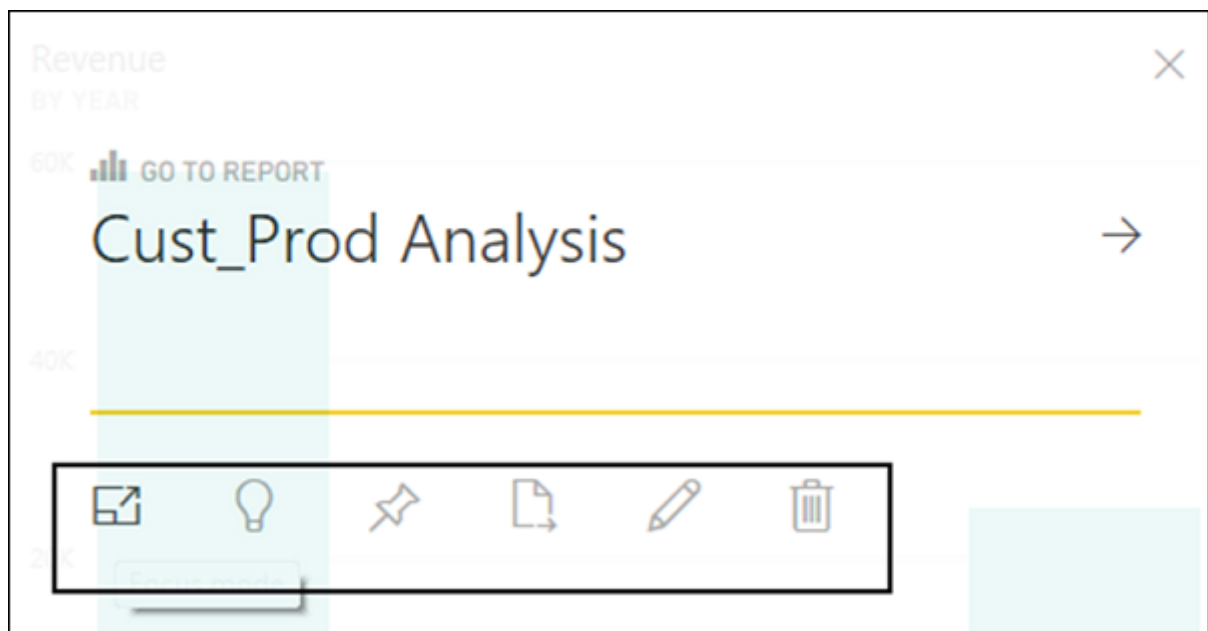 Revenue
BY YEAR
60K
GO TO REPORT
Cust_Prod Analysis
40K
20K
Focus mode